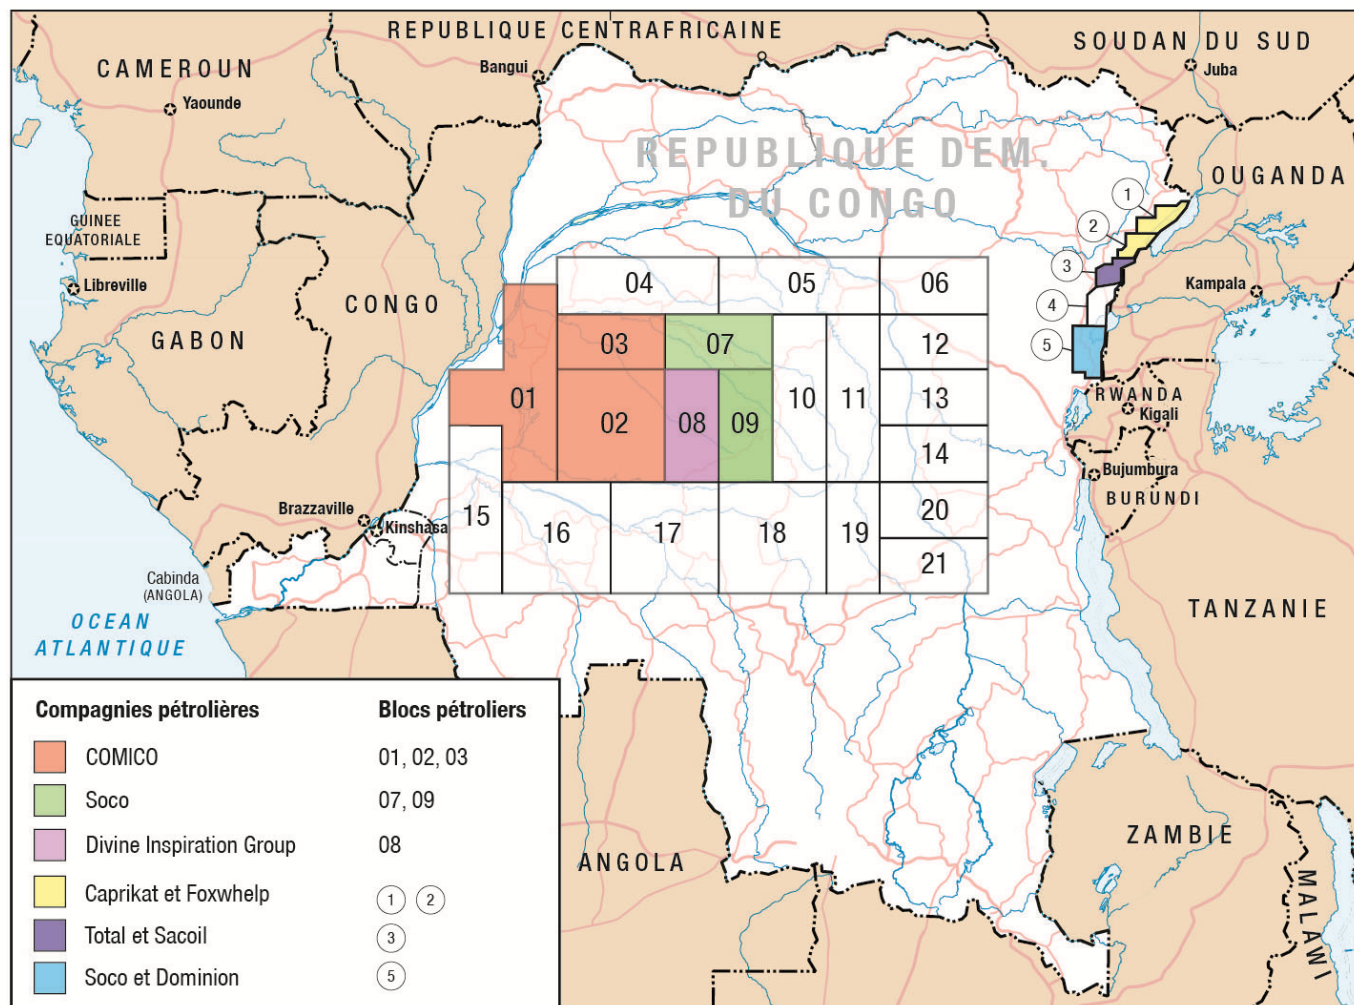 REPUBLIQUE CENTRAFRICAINE
SOUDAN DU SUD
CAMEROUN
Bangui
Juba
Yaounde
REPUBLIQUE DEM.
DU CONGO
OUGANDA
1
2
3
4
5
GUINEE
EQUATORIALE
Libreville
CONGO
GABON
Kampala
04
05
06
03
07
12
01
02
08
09
10
11
13
14
RWANDA
Kigali
Bujumbura
BURUNDI
15
16
17
18
19
20
21
Brazzaville
Kinshasa
Cabinda
(ANGOLA)
OCEAN
ATLANTIQUE
TANZANIE
ZAMBIE
ANGOLA
MALAWI
Compagnies pétrolières Blocs pétroliers
COMICO 01, 02, 03
Soco 07, 09
Divine Inspiration Group 08
Caprikat et Foxwhelp 1 2
Total et Sacoil 3
Soco et Dominion 5